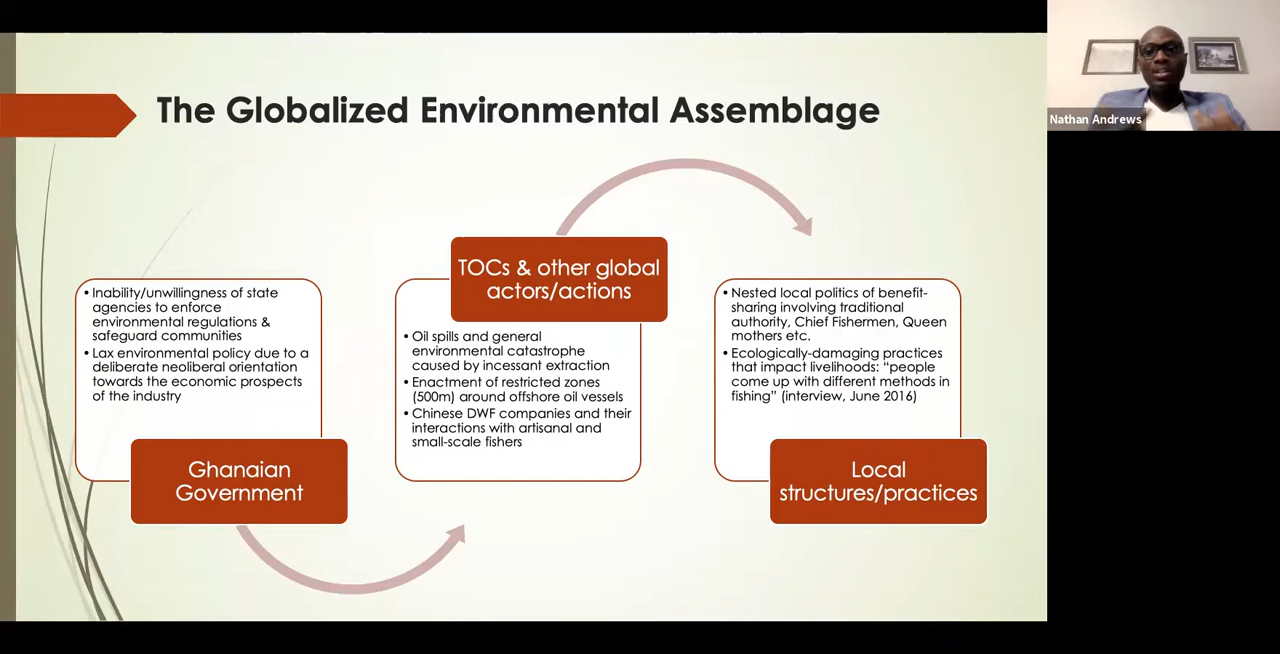 The Globalized Environmental Assemblage
Nathan Andrews
• Inability/unwillingness of state
agencies to enforce
environmental regulations &
safeguard communities
• Lax environmental policy due to a
deliberate neoliberal orientation
towards the economic prospects
of the industry
Ghanaian
Government
TOCs & other global
actors/actions
• Oil spills and general
environmental catastrophe
caused by incessant extraction
• Enactment of restricted zones
(500m) around offshore oil vessels
• Chinese DWF companies and their
interactions with artisanal and
small-scale fishers
• Nested local politics of benefit-
sharing involving traditional
authority, Chief Fishermen, Queen
mothers etc.
• Ecologically-damaging practices
that impact livelihoods: “people
come up with different methods in
fishing” (interview, June 2016)
Local
structures/practices